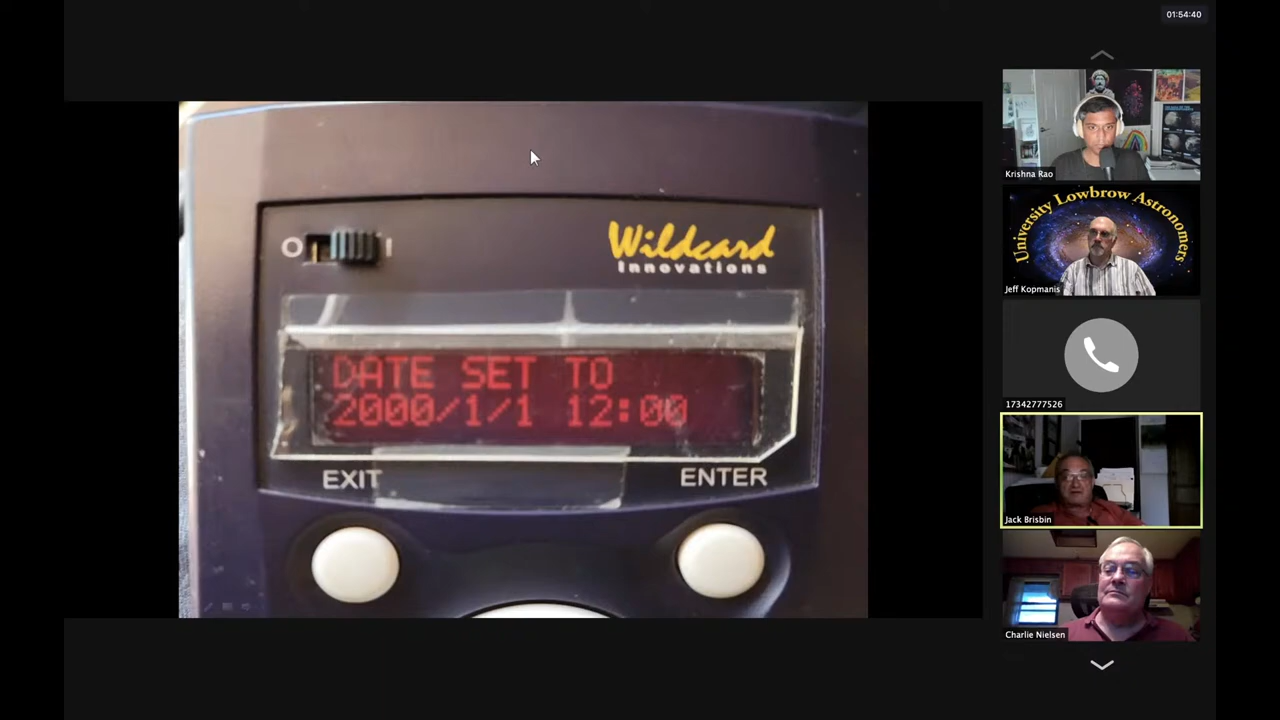 01:54:40
Krishna Rao
University Lowbrow Astronomers
Jeff Kopmanis
17342777526
Jack Brisbin
Charlie Nielsen
O I
Wildcard
Innovations
DATE SET TO
2000/1/1 12:00
EXIT ENTER